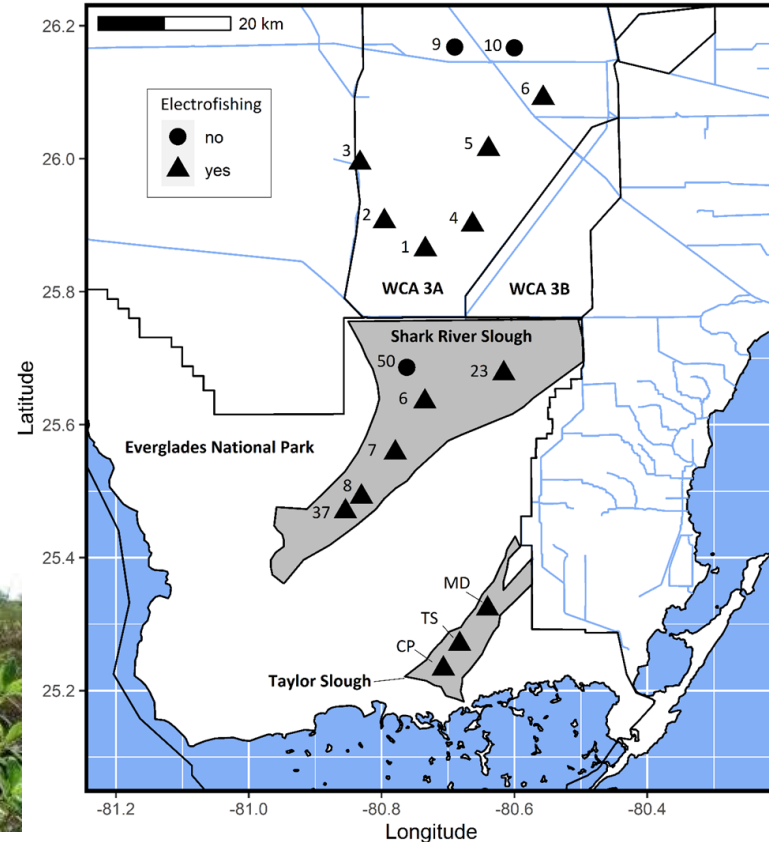 26.2
20 km
9
10
Electrofishing
no
yes
6
5
26.0
3
2
4
1
WCA 3A
WCA 3B
25.8
Shark River Slough
50
23
6
25.6
Latitude
Everglades National Park
7
8
37
25.4
MD
TS
CP
Taylor Slough
25.2
-81.2
-81.0
-80.8
-80.6
-80.4
Longitude